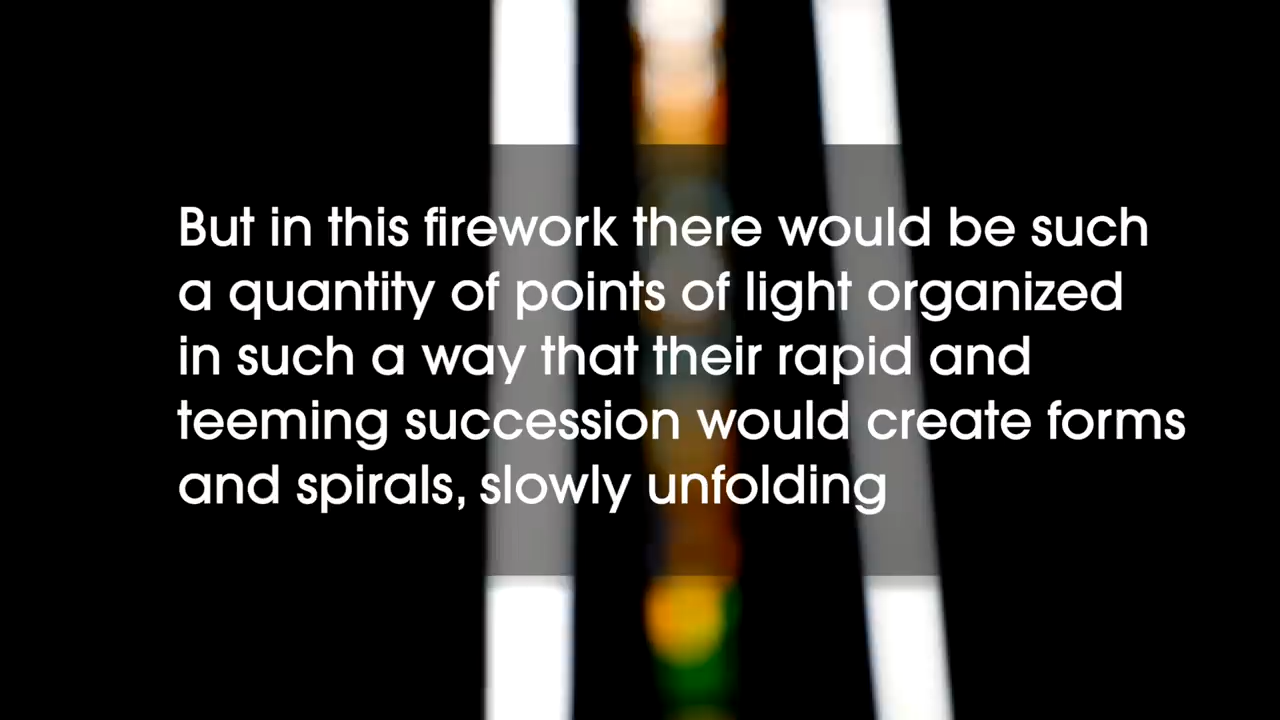 But in this firework there would be such
a quantity of points of light organized
in such a way that their rapid and
teeming succession would create forms
and spirals, slowly unfolding